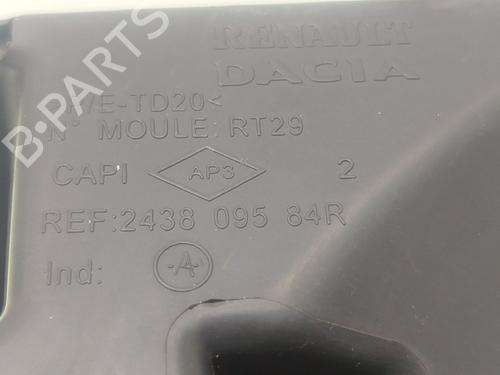 RENAULT
DACIA
E-TD20<
N° MOULE: RT29
CAPI AP3 2
REF:2438 095 84R
Ind: -A-
B-PARTS